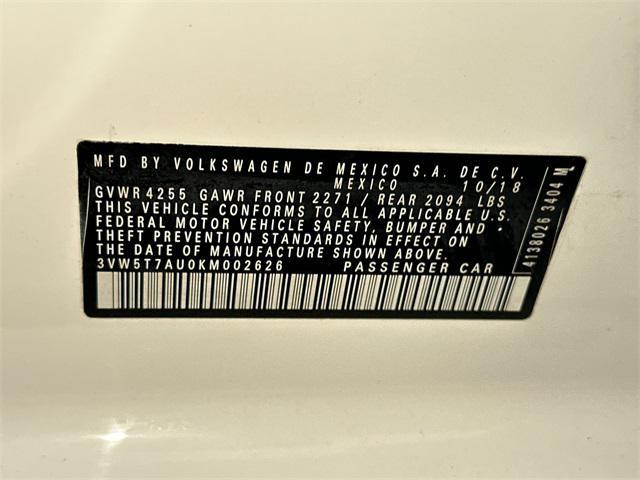 MFD BY VOLKSWAGEN DE MEXICO S.A. DE C.V.
MEXICO 10/18
GVWR 4255 GAWR FRONT 2271 / REAR 2094 LBS
THIS VEHICLE CONFORMS TO ALL APPLICABLE U.S.
FEDERAL MOTOR VEHICLE SAFETY, BUMPER AND
THEFT PREVENTION STANDARDS IN EFFECT ON
THE DATE OF MANUFACTURE SHOWN ABOVE.
3VW5T7AU0KM002626 PASSENGER CAR
4138026 3404 M